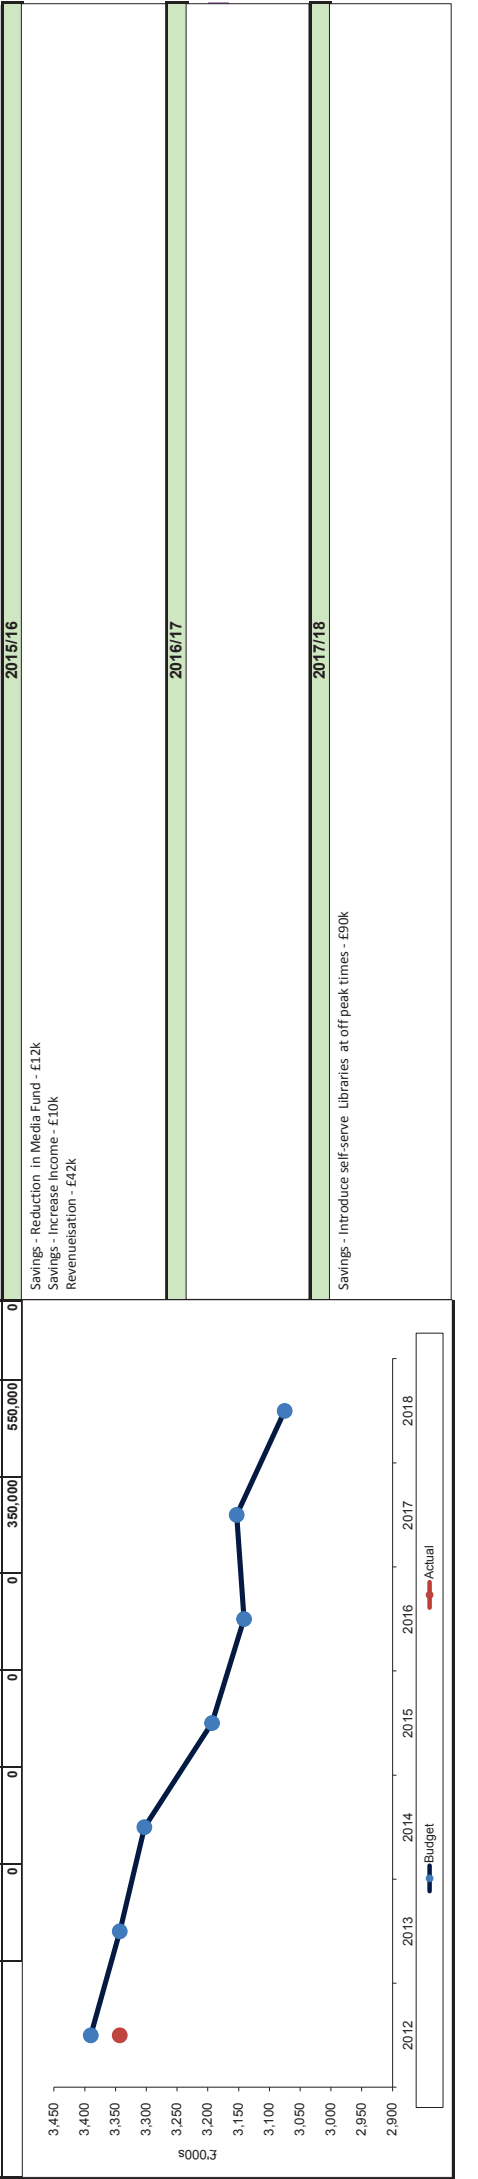 0 0 0 0 350,000 550,000 0
£'000s
3,450
3,400
3,350
3,300
3,250
3,200
3,150
3,100
3,050
3,000
2,950
2,900
2012 2013 2014 2015 2016 2017 2018
Budget Actual
2015/16
Savings - Reduction in Media Fund - £12k
Savings - Increase Income - £10k
Revenueisation - £42k
2016/17
2017/18
Savings - Introduce self-serve Libraries at off peak times - £90k